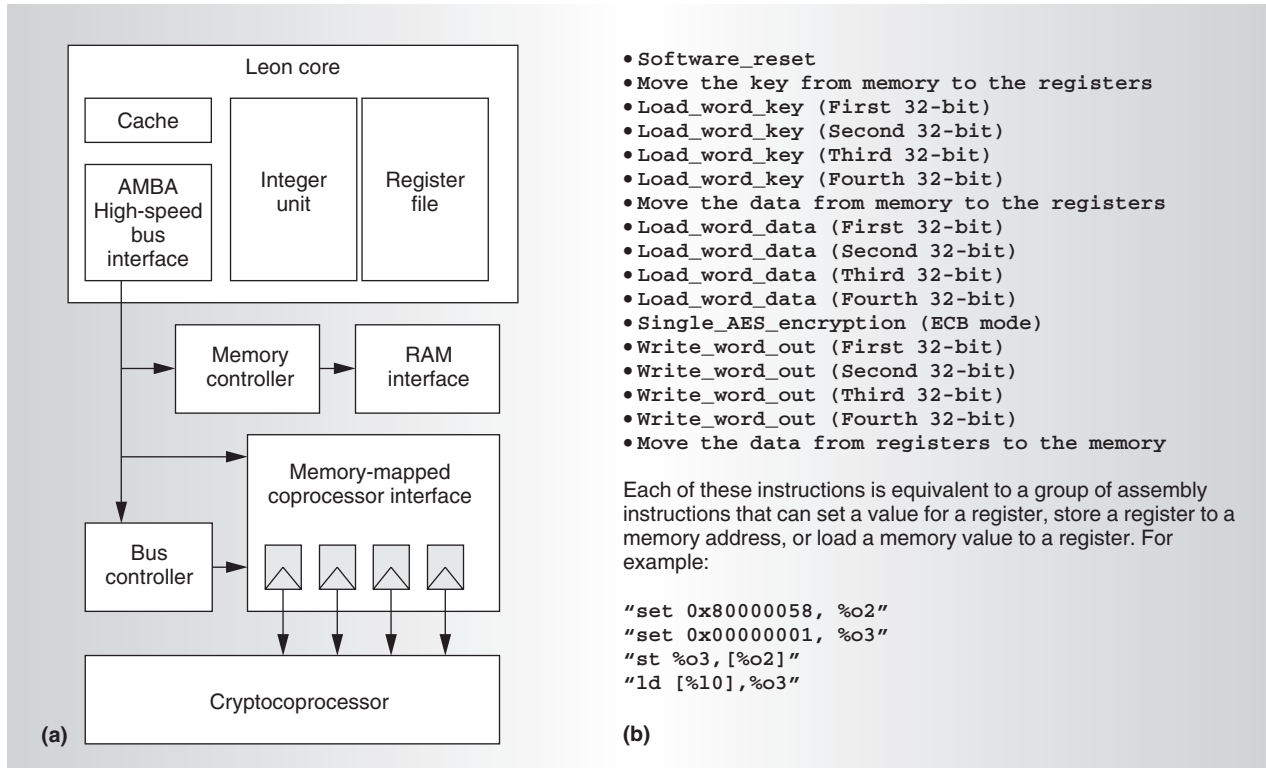 Leon core
Cache
AMBA
High-speed
bus
interface
Integer
unit
Register
file
Memory
controller
RAM
interface
Memory-mapped
coprocessor interface
Bus
controller
Cryptocoprocessor
(a)
• Software_reset
• Move the key from memory to the registers
• Load_word_key (First 32-bit)
• Load_word_key (Second 32-bit)
• Load_word_key (Third 32-bit)
• Load_word_key (Fourth 32-bit)
• Move the data from memory to the registers
• Load_word_data (First 32-bit)
• Load_word_data (Second 32-bit)
• Load_word_data (Third 32-bit)
• Load_word_data (Fourth 32-bit)
• Single_AES_encryption (ECB mode)
• Write_word_out (First 32-bit)
• Write_word_out (Second 32-bit)
• Write_word_out (Third 32-bit)
• Write_word_out (Fourth 32-bit)
• Move the data from registers to the memory
Each of these instructions is equivalent to a group of assembly
instructions that can set a value for a register, store a register to a
memory address, or load a memory value to a register. For
example:
"set 0x80000058, %o2"
"set 0x00000001, %o3"
"st %o3,[%o2]"
"ld [%l0],%o3"
(b)